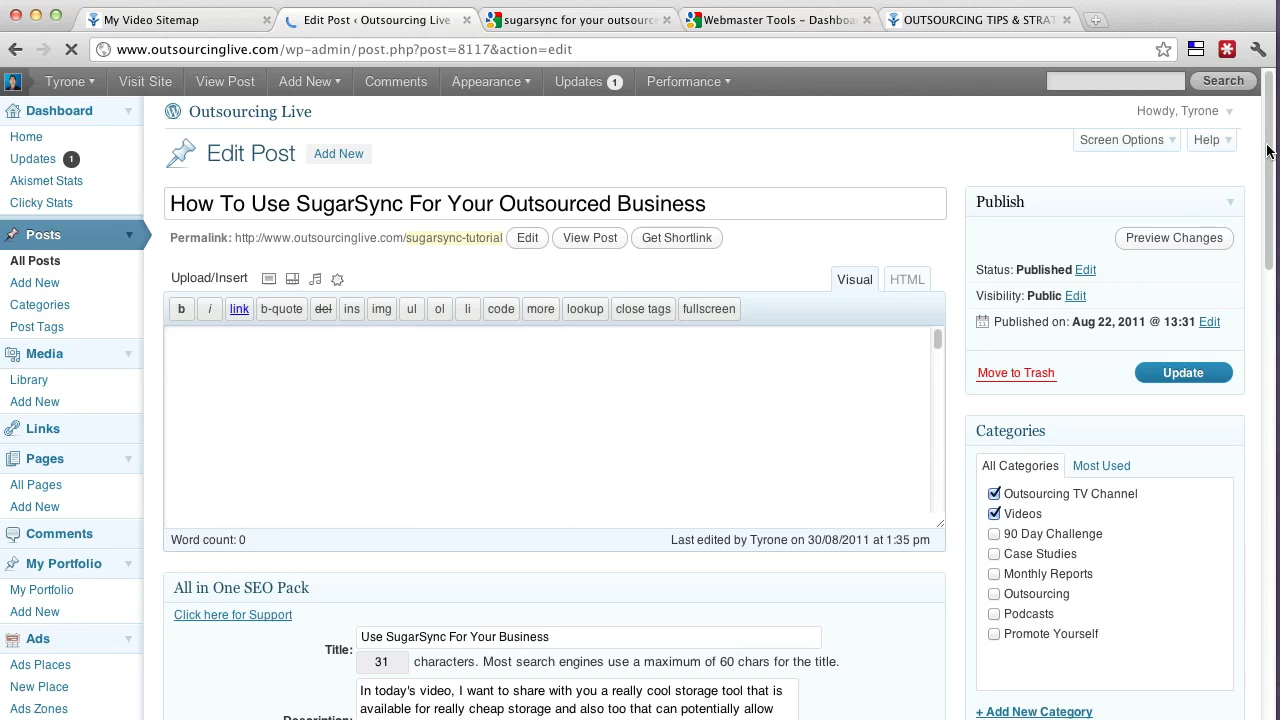 My Video Sitemap
Edit Post ‹ Outsourcing Live
sugarsync for your outsourc
Webmaster Tools - Dashboa
OUTSOURCING TIPS & STRAT
www.outsourcinglive.com/wp-admin/post.php?post=8117&action=edit
Tyrone
Visit Site
View Post
Add New
Comments
Appearance
Updates 1
Performance
Search
Dashboard
Home
Updates 1
Akismet Stats
Clicky Stats
Posts
All Posts
Add New
Categories
Post Tags
Media
Library
Add New
Links
Pages
All Pages
Add New
Comments
My Portfolio
My Portfolio
Add New
Ads
Ads Places
New Place
Ads Zones
Outsourcing Live
Howdy, Tyrone
Screen Options
Help
Edit Post
Add New
How To Use SugarSync For Your Outsourced Business
Permalink: http://www.outsourcinglive.com/sugarsync-tutorial Edit View Post Get Shortlink
Upload/Insert
Visual
HTML
b i link b-quote del ins img ul ol li code more lookup close tags fullscreen
Word count: 0
Last edited by Tyrone on 30/08/2011 at 1:35 pm
All in One SEO Pack
Click here for Support
Title:
Use SugarSync For Your Business
31 characters. Most search engines use a maximum of 60 chars for the title.
In today's video, I want to share with you a really cool storage tool that is
available for really cheap storage and also too that can potentially allow
Description:
Publish
Preview Changes
Status: Published Edit
Visibility: Public Edit
Published on: Aug 22, 2011 @ 13:31 Edit
Move to Trash
Update
Categories
All Categories
Most Used
Outsourcing TV Channel
Videos
90 Day Challenge
Case Studies
Monthly Reports
Outsourcing
Podcasts
Promote Yourself
+ Add New Category